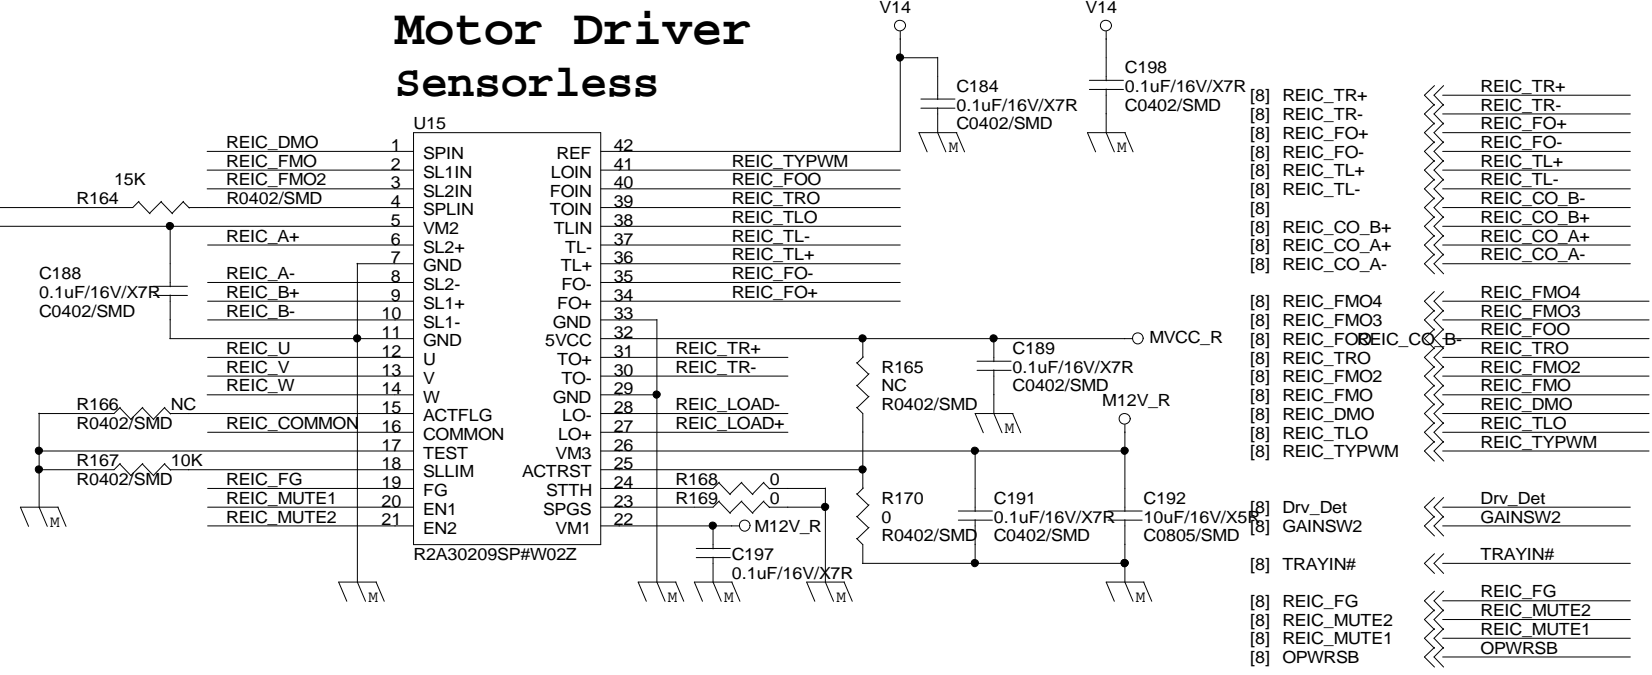 Motor Driver
Sensorless
V14
V14
C184
0.1uF/16V/X7R
C0402/SMD
C198
0.1uF/16V/X7R
C0402/SMD
M
M
U15
REIC_DMO 1 SPIN
REIC_FMO 2 SL1IN
REIC_FMO2 3 SL2IN
15K
R164 R0402/SMD 4 SPLIN
5 VM2
REIC_A+ 6 SL2+
7 GND
REIC_A- 8 SL2-
REIC_B+ 9 SL1+
REIC_B- 10 SL1-
11 GND
REIC_U 12 U
REIC_V 13 V
REIC_W 14 W
R166 NC 15 ACTFLG
R0402/SMD
REIC_COMMON 16 COMMON
17 TEST
R167 10K 18 SLLIM
R0402/SMD
REIC_FG 19 FG
REIC_MUTE1 20 EN1
REIC_MUTE2 21 EN2
C188
0.1uF/16V/X7R
C0402/SMD
M
M
REF 42
LOIN 41 REIC_TYPWM
FOIN 40 REIC_FOO
TOIN 39 REIC_TRO
TLIN 38 REIC_TLO
TL- 37 REIC_TL-
TL+ 36 REIC_TL+
FO- 35 REIC_FO-
FO+ 34 REIC_FO+
GND 33
5VCC 32 MVCC_R
TO+ 31 REIC_TR+
TO- 30 REIC_TR-
GND 29
LO- 28 REIC_LOAD-
LO+ 27 REIC_LOAD+
VM3 26
ACTRST 25
STTH 24 R168 0
SPGS 23 R169 0
VM1 22 M12V_R
R2A30209SP#W02Z
C197
0.1uF/16V/X7R
M
M
M
R165
NC
R0402/SMD
C189
0.1uF/16V/X7R
C0402/SMD
M
M12V_R
R170
0
R0402/SMD
C191
0.1uF/16V/X7R
C0402/SMD
C192
10uF/16V/X5R
C0805/SMD
M
[8] REIC_TR+ REIC_TR+
[8] REIC_TR- REIC_TR-
[8] REIC_FO+ REIC_FO+
[8] REIC_FO- REIC_FO-
[8] REIC_TL+ REIC_TL+
[8] REIC_TL- REIC_TL-
[8] REIC_CO_B-
[8] REIC_CO_B+ REIC_CO_B+
[8] REIC_CO_A+ REIC_CO_A+
[8] REIC_CO_A- REIC_CO_A-
[8] REIC_FMO4 REIC_FMO4
[8] REIC_FMO3 REIC_FMO3
[8] REIC_FOO REIC_CO_B- REIC_FOO
[8] REIC_TRO REIC_TRO
[8] REIC_FMO2 REIC_FMO2
[8] REIC_FMO REIC_FMO
[8] REIC_DMO REIC_DMO
[8] REIC_TLO REIC_TLO
[8] REIC_TYPWM REIC_TYPWM
[8] Drv_Det Drv_Det
[8] GAINSW2 GAINSW2
[8] TRAYIN# TRAYIN#
[8] REIC_FG REIC_FG
[8] REIC_MUTE2 REIC_MUTE2
[8] REIC_MUTE1 REIC_MUTE1
[8] OPWRSB OPWRSB